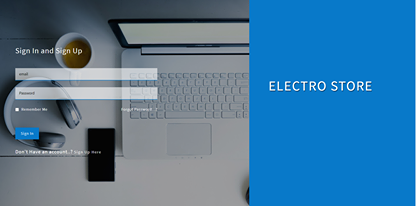 Sign In and Sign Up
email
Password
Remember Me
Forgot Password
Sign In
Don't Have an account ..? Sign Up Here
ELECTRO STORE